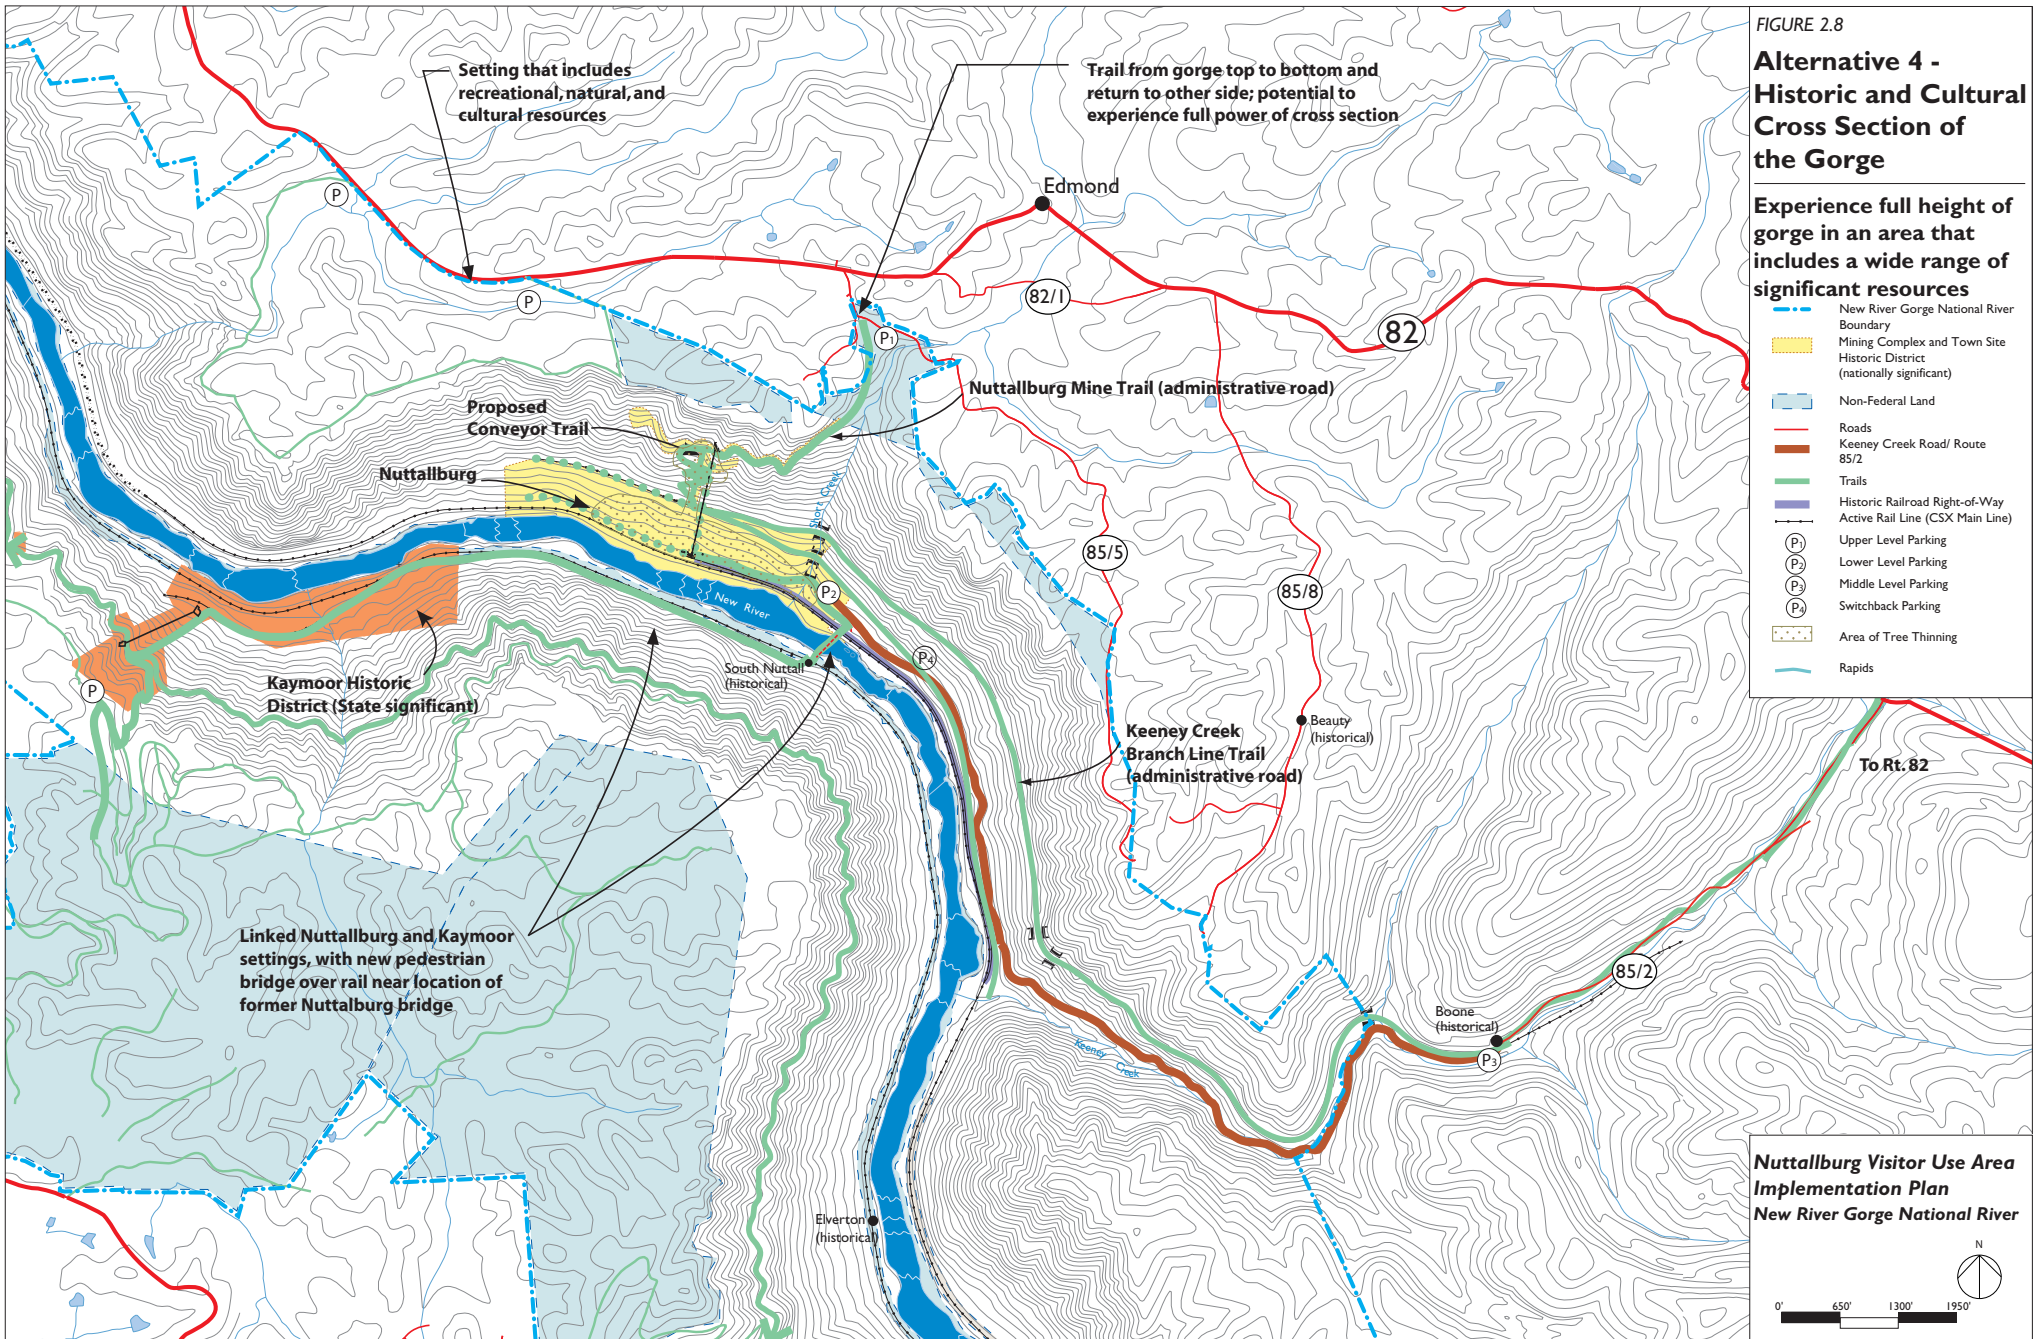 FIGURE 2.8
Alternative 4 -
Historic and Cultural
Cross Section of
the Gorge
Experience full height of
gorge in an area that
includes a wide range of
significant resources
New River Gorge National River
Boundary
Mining Complex and Town Site
Historic District
(nationally significant)
Non-Federal Land
Roads
Keeney Creek Road/ Route
85/2
Trails
Historic Railroad Right-of-Way
Active Rail Line (CSX Main Line)
P1 Upper Level Parking
P2 Lower Level Parking
P3 Middle Level Parking
P4 Switchback Parking
Area of Tree Thinning
Rapids
Setting that includes
recreational, natural, and
cultural resources
Trail from gorge top to bottom and
return to other side; potential to
experience full power of cross section
P
Edmond
P
82/1
82
P1
Nuttallburg Mine Trail (administrative road)
Proposed
Conveyor Trail
Nuttallburg
Short Creek
85/5
85/8
P2
New River
P4
South Nuttall
(historical)
P
Kaymoor Historic
District (State significant)
Beauty
(historical)
Keeney Creek
Branch Line Trail
(administrative road)
To Rt. 82
Linked Nuttallburg and Kaymoor
settings, with new pedestrian
bridge over rail near location of
former Nuttalburg bridge
85/2
Boone
(historical)
P3
Keeney
Creek
Elverton
(historical)
Nuttallburg Visitor Use Area
Implementation Plan
New River Gorge National River
N
0' 650' 1300' 1950'